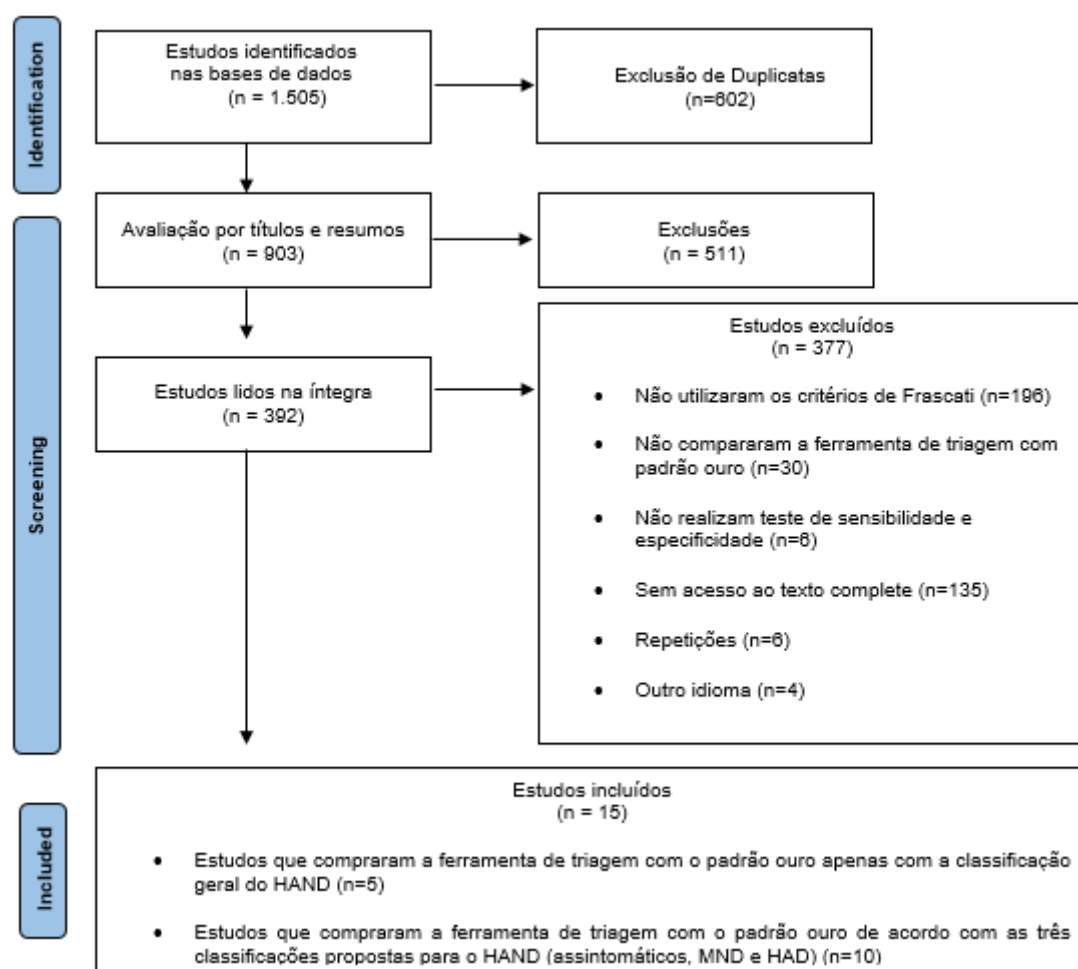 Identification
Estudos identificados
nas bases de dados
(n = 1.505)
Exclusão de Duplicatas
(n=602)
Screening
Avaliação por títulos e resumos
(n = 903)
Exclusões
(n = 511)
Estudos lidos na íntegra
(n = 392)
Estudos excluídos
(n = 377)
• Não utilizaram os critérios de Frascati (n=196)
• Não compararam a ferramenta de triagem com
padrão ouro (n=30)
• Não realizam teste de sensibilidade e
especificidade (n=6)
• Sem acesso ao texto complete (n=135)
• Repetições (n=6)
• Outro idioma (n=4)
Included
Estudos incluídos
(n = 15)
• Estudos que compraram a ferramenta de triagem com o padrão ouro apenas com a classificação
geral do HAND (n=5)
• Estudos que compraram a ferramenta de triagem com o padrão ouro de acordo com as três
classificações propostas para o HAND (assintomáticos, MND e HAD) (n=10)